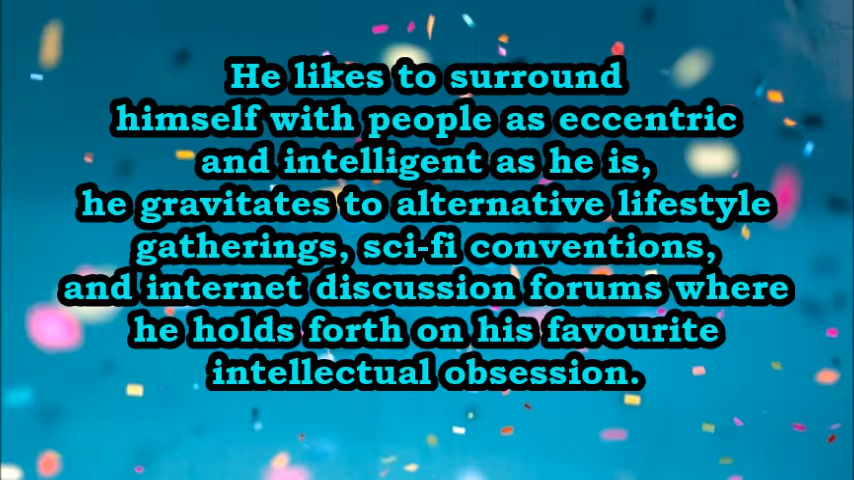 He likes to surround
himself with people as eccentric
and intelligent as he is,
he gravitates to alternative lifestyle
gatherings, sci-fi conventions,
and internet discussion forums where
he holds forth on his favourite
intellectual obsession.